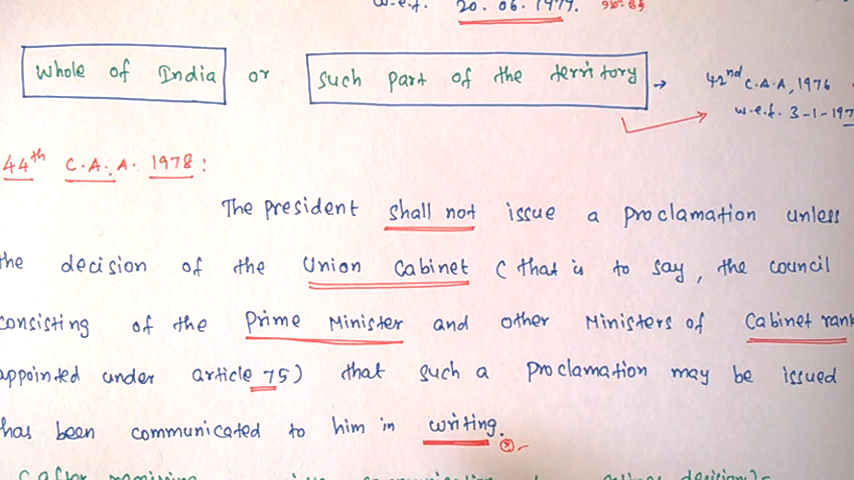 w.e.f. 20.06.1979.
Whole of India or such part of the territory → 42nd C.A.A, 1976
w.e.f. 3-1-197
44th C.A.A. 1978:
The president shall not issue a proclamation unless
the decision of the Union Cabinet (that is to say, the council
consisting of the Prime Minister and other Ministers of Cabinet rank
appointed under article 75) that such a proclamation may be issued
has been communicated to him in writing.